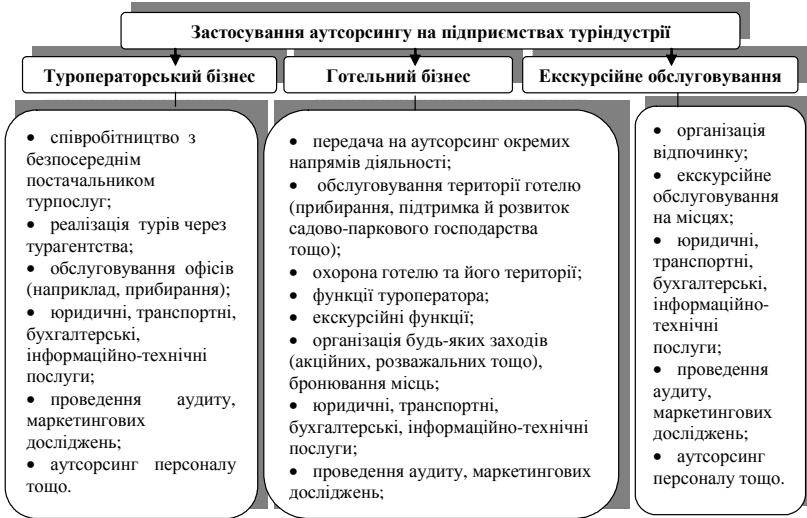 Застосування аутсорсингу на підприємствах туріндустрії
Туроператорський бізнес
Готельний бізнес
Екскурсійне обслуговування
• співробітництво з
безпосереднім
постачальником
турпослуг;
• реалізація турів через
турагентства;
• обслуговування офісів
(наприклад, прибирання);
• юридичні, транспортні,
бухгалтерські,
інформаційно-технічні
послуги;
• проведення аудиту,
маркетингових
досліджень;
• аутсорсинг персоналу
тощо.
• передача на аутсорсинг окремих
напрямів діяльності;
• обслуговування території готелю
(прибирання, підтримка й розвиток
садово-паркового господарства
тощо);
• охорона готелю та його території;
• функції туроператора;
• екскурсійні функції;
• організація будь-яких заходів
(акційних, розважальних тощо),
бронювання місць;
• юридичні, транспортні,
бухгалтерські, інформаційно-технічні
послуги;
• проведення аудиту, маркетингових
досліджень;
• організація
відпочинку;
• екскурсійне
обслуговування
на місцях;
• юридичні,
транспортні,
бухгалтерські,
інформаційно-
технічні
послуги;
• проведення
аудиту,
маркетингових
досліджень;
• аутсорсинг
персоналу тощо.